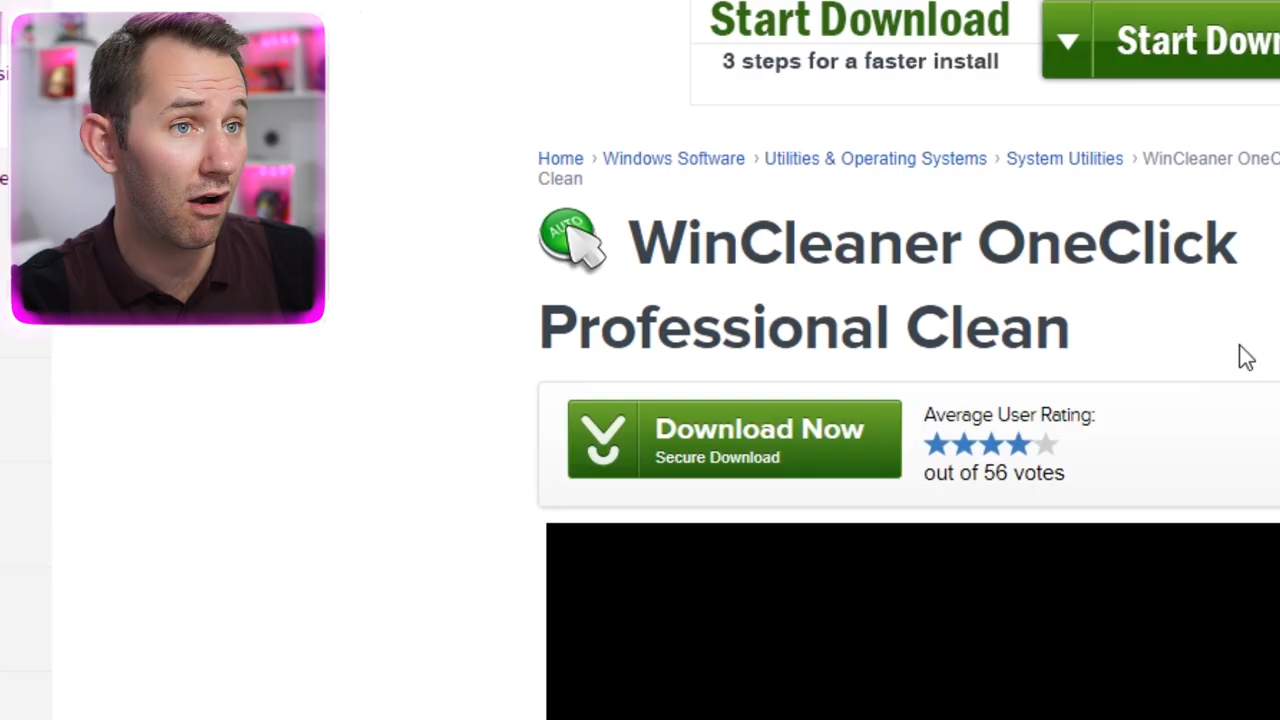 Start Download
3 steps for a faster install
Start Down
Home › Windows Software › Utilities & Operating Systems › System Utilities › WinCleaner OneC
Clean
AUTO
WinCleaner OneClick
Professional Clean
Download Now
Secure Download
Average User Rating:
out of 56 votes